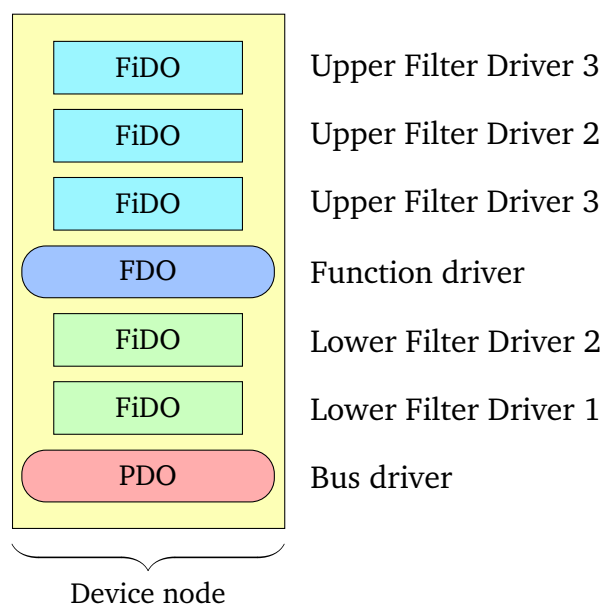 FiDO Upper Filter Driver 3
FiDO Upper Filter Driver 2
FiDO Upper Filter Driver 3
FDO Function driver
FiDO Lower Filter Driver 2
FiDO Lower Filter Driver 1
PDO Bus driver
Device node